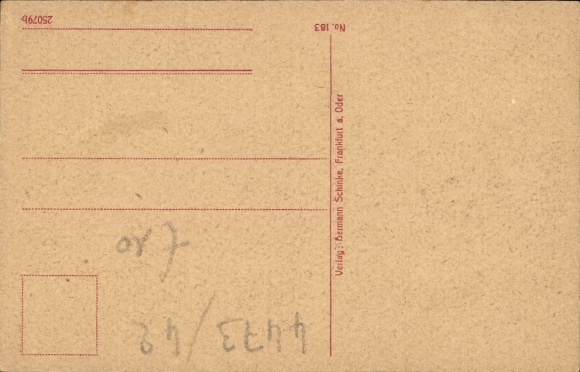 No. 183
25079b
Verlag: Hermann Schinke, Frankfurt a. Oder
4473/42